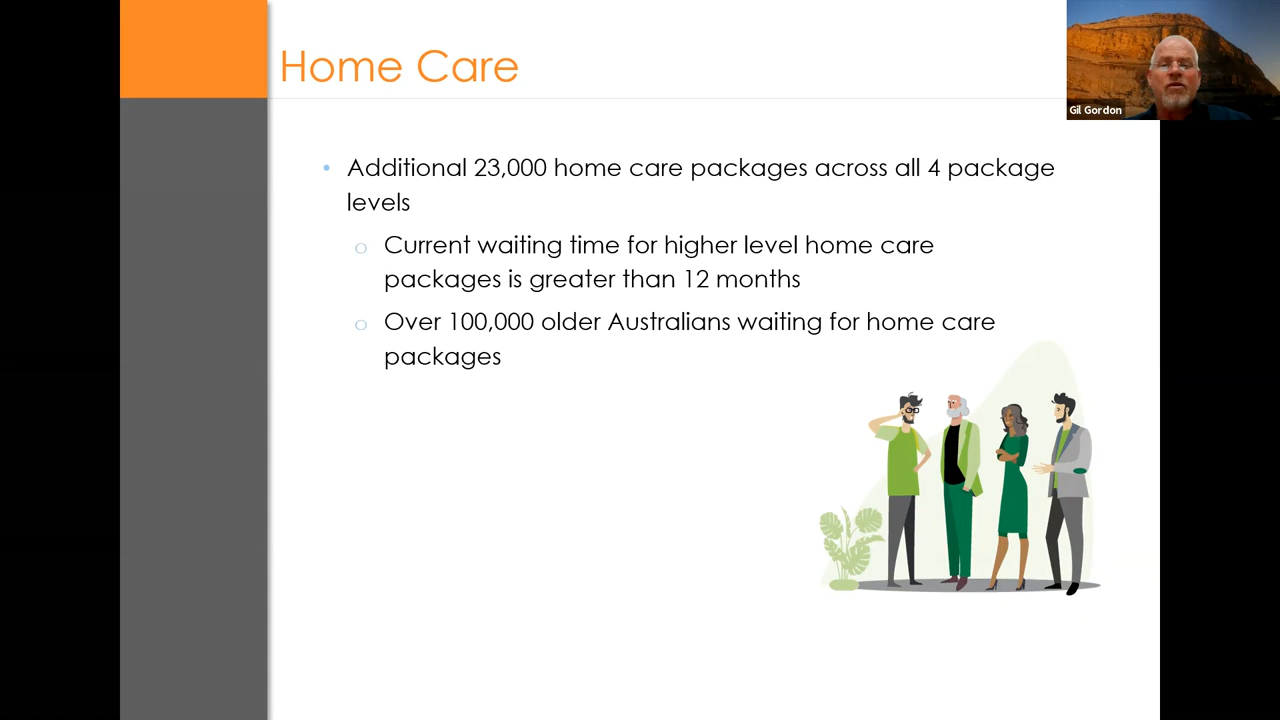 Home Care
Gil Gordon
• Additional 23,000 home care packages across all 4 package
levels
o Current waiting time for higher level home care
packages is greater than 12 months
o Over 100,000 older Australians waiting for home care
packages